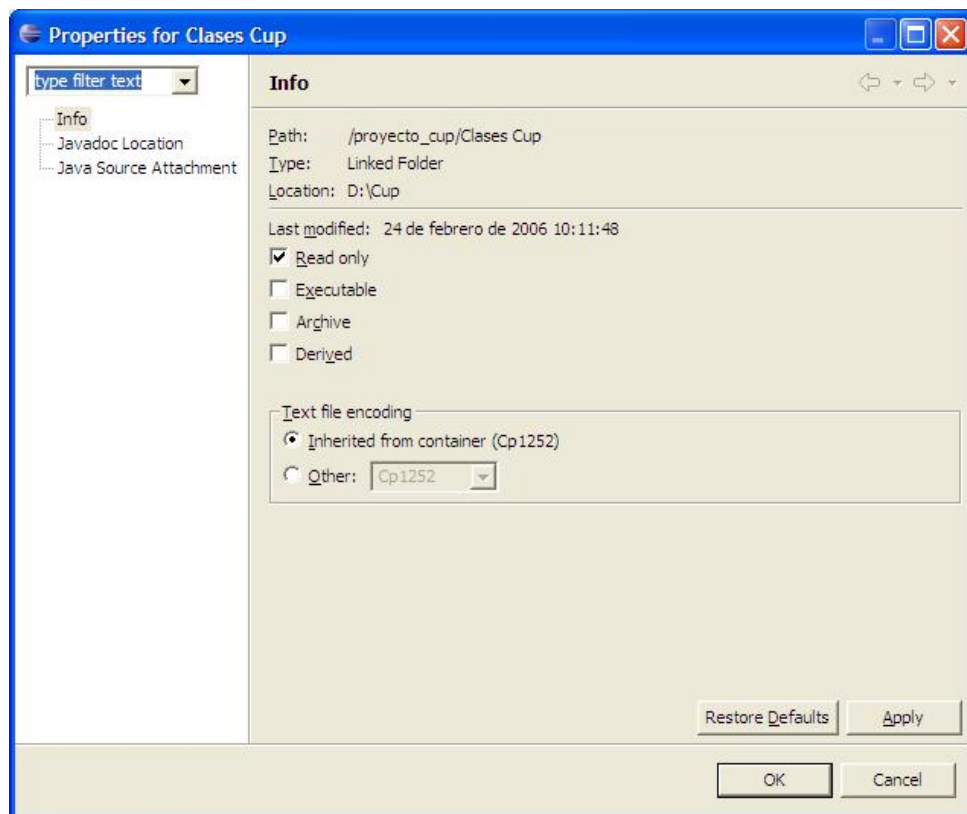 Properties for Clases Cup
type filter text
Info
Javadoc Location
Java Source Attachment
Info
Path: /proyecto_cup/Clases Cup
Type: Linked Folder
Location: D:\Cup
Last modified: 24 de febrero de 2006 10:11:48
Read only
Executable
Archive
Derived
Text file encoding
Inherited from container (Cp1252)
Other: Cp1252
Restore Defaults Apply
OK Cancel